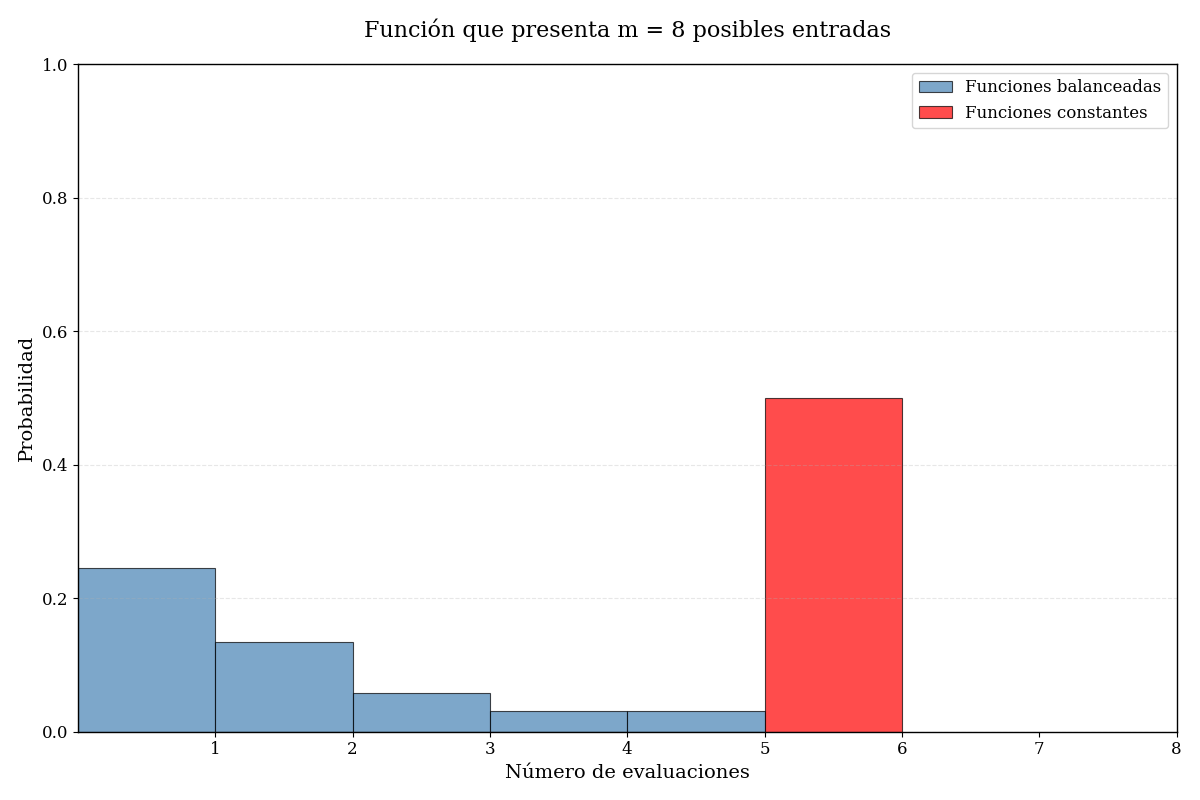 Función que presenta m = 8 posibles entradas
1.0
Funciones balanceadas
Funciones constantes
0.8
0.6
Probabilidad
0.4
0.2
0.0
1 2 3 4 5 6 7 8
Número de evaluaciones